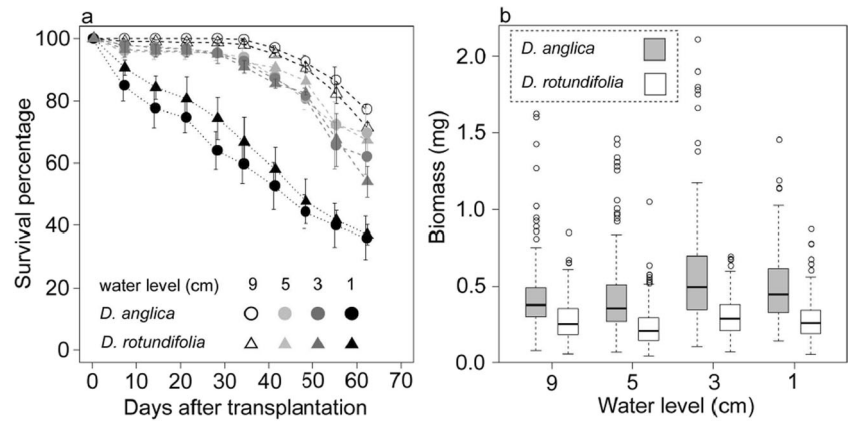 a
100
80
60
40
20
0
Survival percentage
water level (cm) 9 5 3 1
D. anglica
D. rotundifolia
0 10 20 30 40 50 60 70
Days after transplantation
b
D. anglica
D. rotundifolia
2.0
1.5
1.0
0.5
0.0
Biomass (mg)
9 5 3 1
Water level (cm)